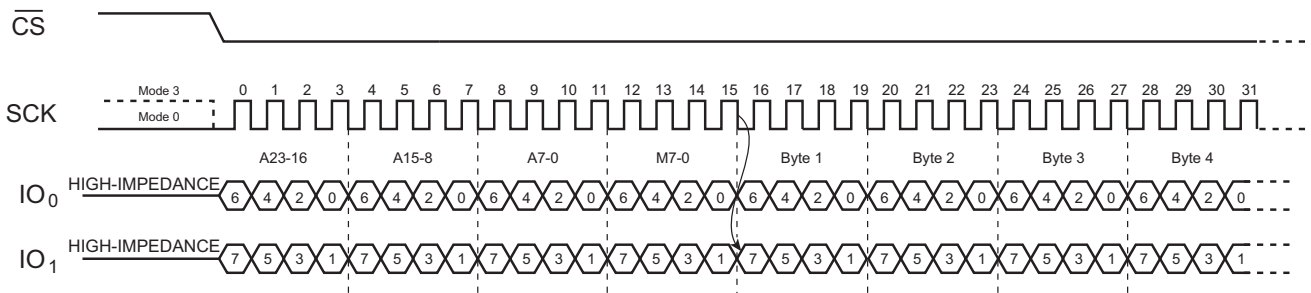 CS
SCK
Mode 3
Mode 0
0 1 2 3 4 5 6 7 8 9 10 11 12 13 14 15 16 17 18 19 20 21 22 23 24 25 26 27 28 29 30 31
A23-16 A15-8 A7-0 M7-0 Byte 1 Byte 2 Byte 3 Byte 4
IO0 HIGH-IMPEDANCE 6 4 2 0 6 4 2 0 6 4 2 0 6 4 2 0 6 4 2 0 6 4 2 0 6 4 2 0 6 4 2 0
IO1 HIGH-IMPEDANCE 7 5 3 1 7 5 3 1 7 5 3 1 7 5 3 1 7 5 3 1 7 5 3 1 7 5 3 1 7 5 3 1